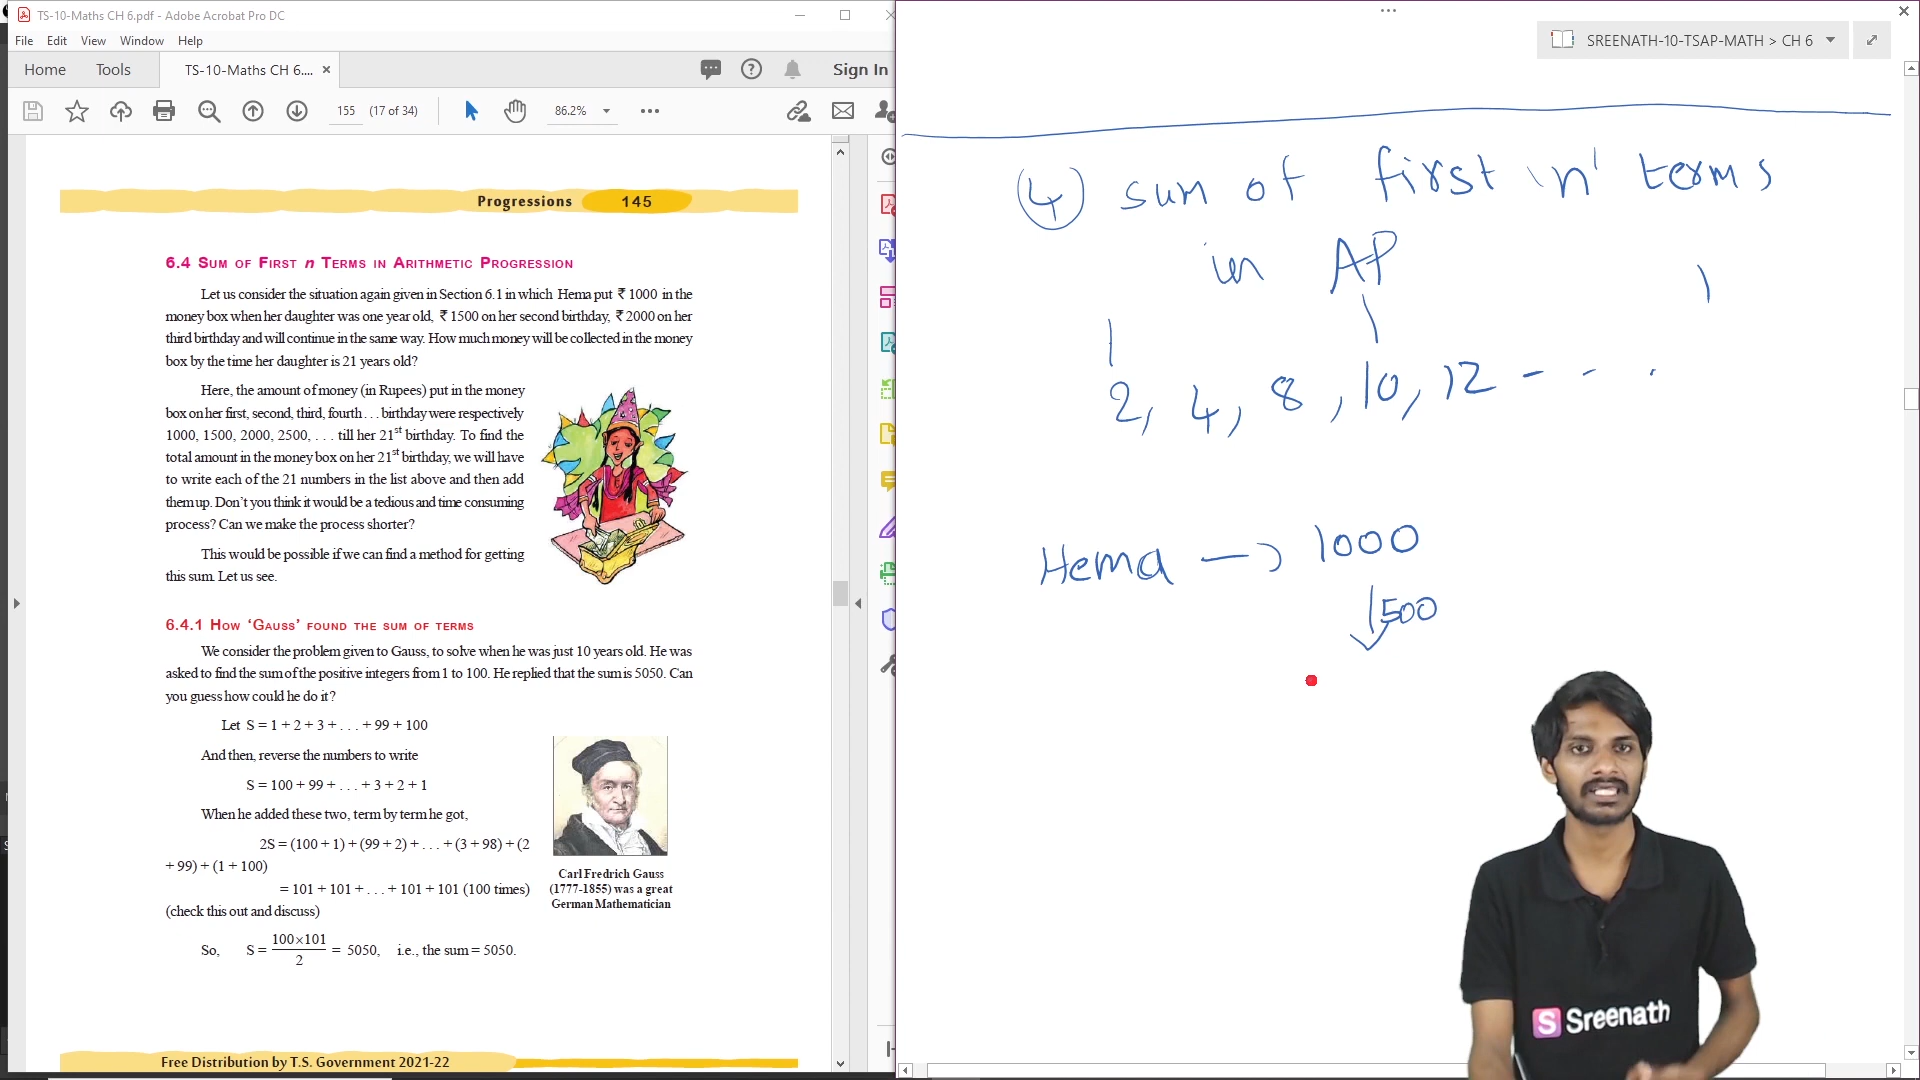 TS-10-Maths CH 6.pdf - Adobe Acrobat Pro DC
File Edit View Window Help
Home Tools TS-10-Maths CH 6.... × Sign In
155 (17 of 34) 86.2%
Progressions 145
6.4 SUM OF FIRST n TERMS IN ARITHMETIC PROGRESSION
Let us consider the situation again given in Section 6.1 in which Hema put ₹ 1000 in the
money box when her daughter was one year old, ₹ 1500 on her second birthday, ₹ 2000 on her
third birthday and will continue in the same way. How much money will be collected in the money
box by the time her daughter is 21 years old?
Here, the amount of money (in Rupees) put in the money
box on her first, second, third, fourth . . . birthday were respectively
1000, 1500, 2000, 2500, . . . till her 21st birthday. To find the
total amount in the money box on her 21st birthday, we will have
to write each of the 21 numbers in the list above and then add
them up. Don't you think it would be a tedious and time consuming
process? Can we make the process shorter?
This would be possible if we can find a method for getting
this sum. Let us see.
6.4.1 HOW ‘GAUSS’ FOUND THE SUM OF TERMS
We consider the problem given to Gauss, to solve when he was just 10 years old. He was
asked to find the sum of the positive integers from 1 to 100. He replied that the sum is 5050. Can
you guess how could he do it?
Let S = 1 + 2 + 3 + . . . + 99 + 100
And then, reverse the numbers to write
S = 100 + 99 + . . . + 3 + 2 + 1
When he added these two, term by term he got,
2S = (100 + 1) + (99 + 2) + . . . + (3 + 98) + (2
+ 99) + (1 + 100)
= 101 + 101 + . . . + 101 + 101 (100 times)
(check this out and discuss)
So, S = 100×101/2 = 5050, i.e., the sum = 5050.
Carl Fredrich Gauss
(1777-1855) was a great
German Mathematician
Free Distribution by T.S. Government 2021-22
SREENATH-10-TSAP-MATH > CH 6
4 sum of first 'n' terms
in AP
2, 4, 8, 10, 12 - - .
Hema → 1000
500
S Sreenath